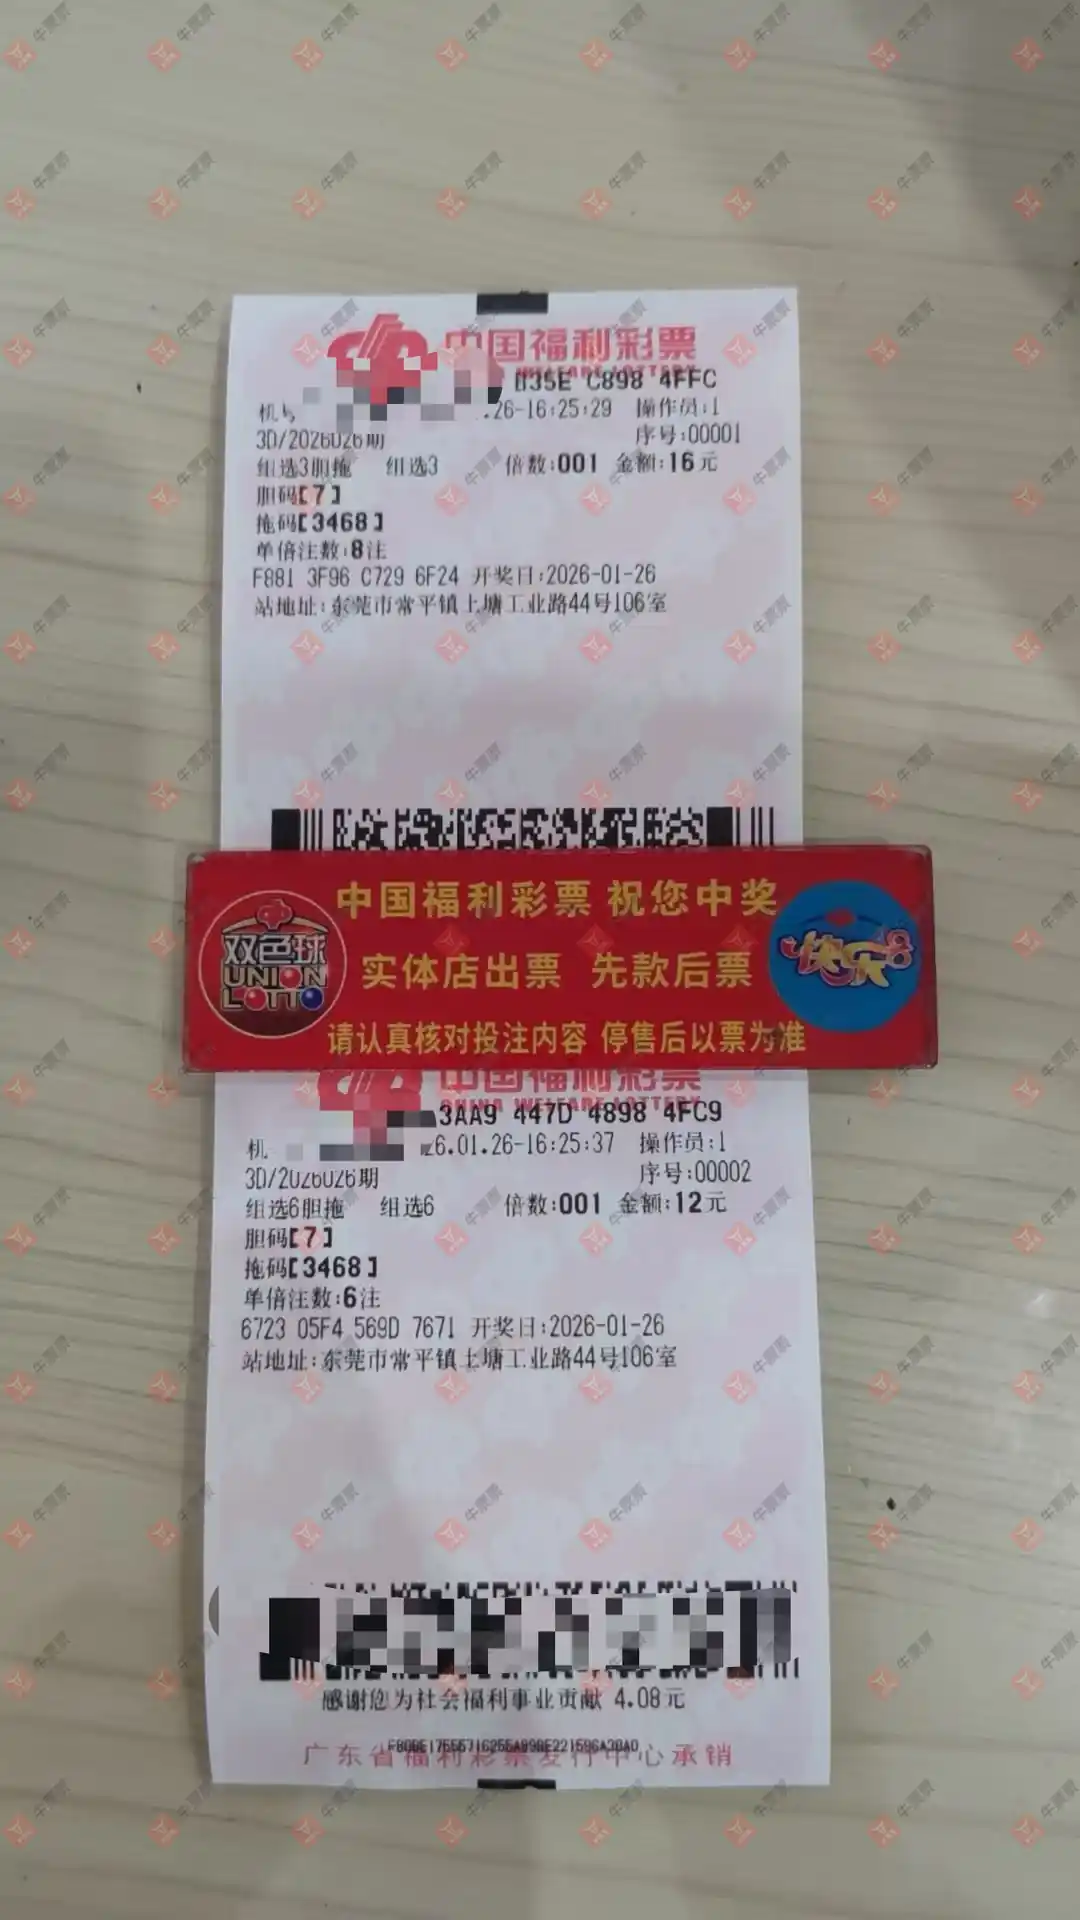 中国福利彩票
CHINA WELFARE LOTTERY
B35E C898 4FFC
机号 .26-16:25:29 操作员:1
3D/2026026期 序号:00001
组选3胆拖 组选3 倍数:001 金额:16元
胆码[7]
拖码[3468]
单倍注数:8注
F881 3F96 C729 6F24 开奖日:2026-01-26
站地址:东莞市常平镇土塘工业路44号106室
中国福利彩票 祝您中奖
双色球
UNION
LOTTO
实体店出票 先款后票
快乐8
请认真核对投注内容 停售后以票为准
中国福利彩票
CHINA WELFARE LOTTERY
3AA9 447D 4898 4FC9
机 26.01.26-16:25:37 操作员:1
3D/2026026期 序号:00002
组选6胆拖 组选6 倍数:001 金额:12元
胆码[7]
拖码[3468]
单倍注数:6注
6723 05F4 569D 7671 开奖日:2026-01-26
站地址:东莞市常平镇土塘工业路44号106室
感谢您为社会福利事业贡献 4.08元
广东省福利彩票发行中心承销
牛票票